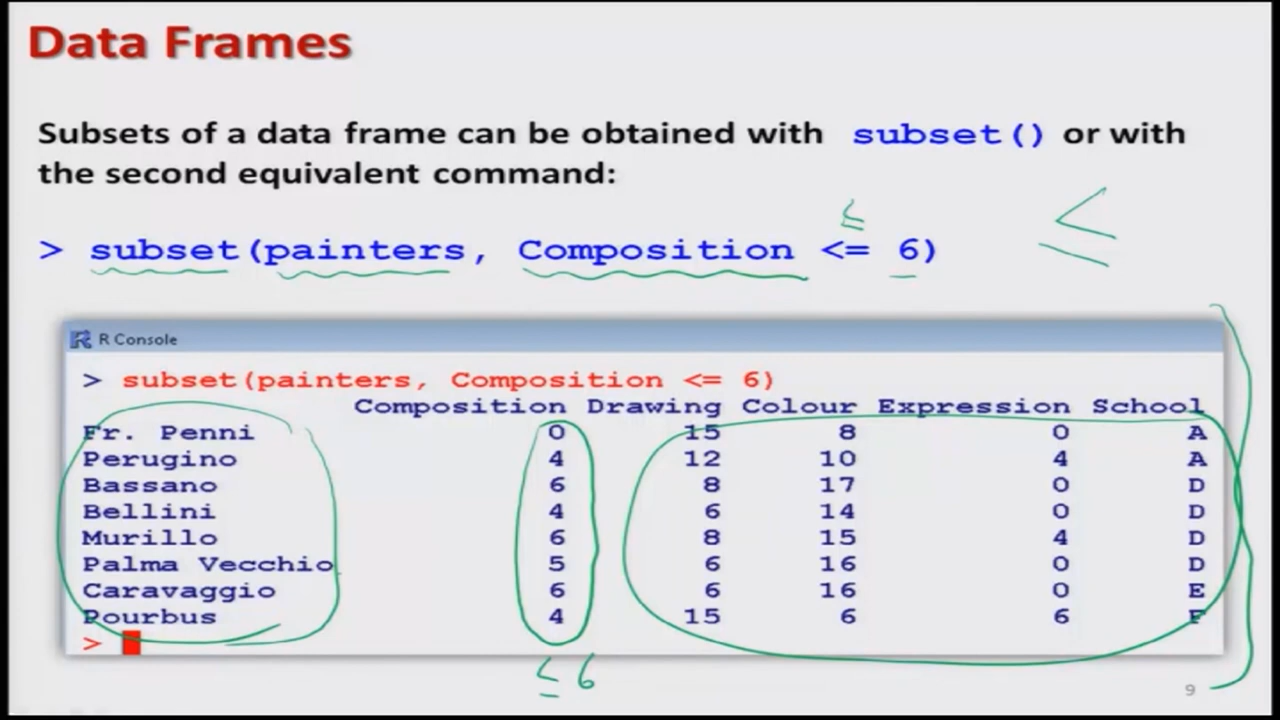 Data Frames
Subsets of a data frame can be obtained with subset() or with
the second equivalent command:
≤ <
> subset(painters, Composition <= 6)
R Console
> subset(painters, Composition <= 6)
Composition Drawing Colour Expression School
Fr. Penni 0 15 8 0 A
Perugino 4 12 10 4 A
Bassano 6 8 17 0 D
Bellini 4 6 14 0 D
Murillo 6 8 15 4 D
Palma Vecchio 5 6 16 0 D
Caravaggio 6 6 16 0 E
Pourbus 4 15 6 6 F
>
≤ 6
9